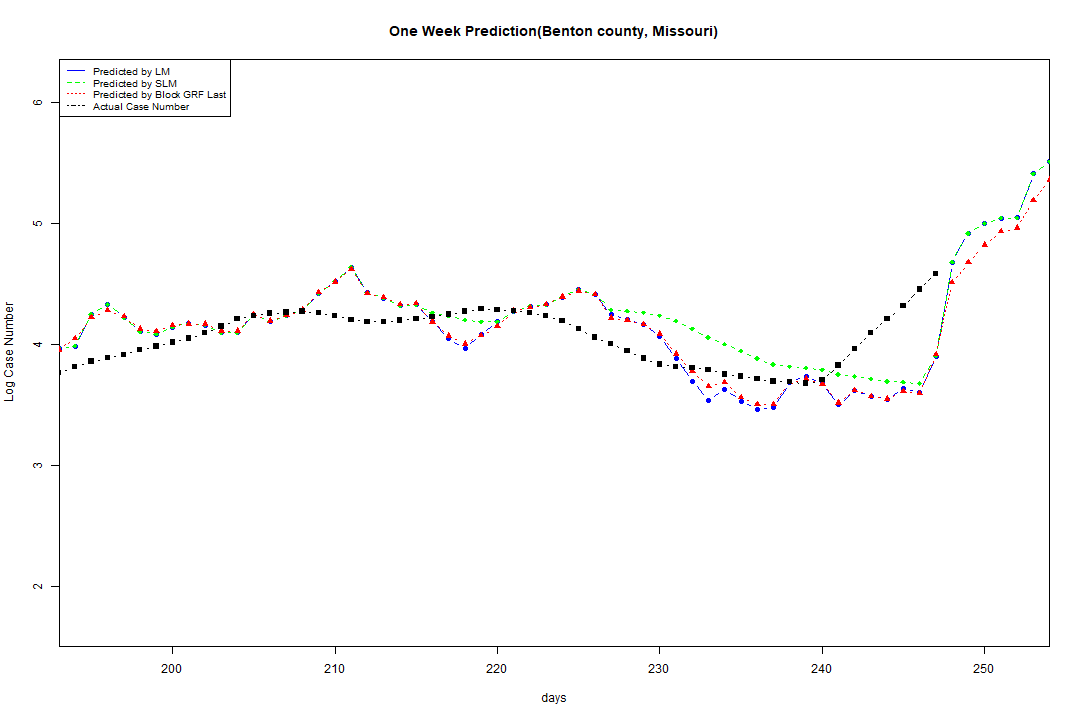 One Week Prediction(Benton county, Missouri)
Predicted by LM
Predicted by SLM
Predicted by Block GRF Last
Actual Case Number
6
5
4
3
2
Log Case Number
200 210 220 230 240 250
days